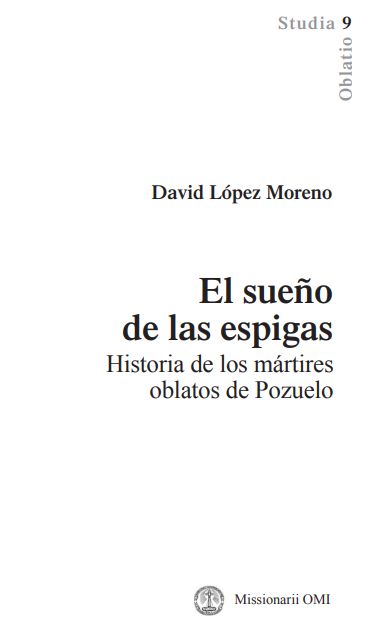 Studia 9
Oblatio
David López Moreno
El sueño
de las espigas
Historia de los mártires
oblatos de Pozuelo
Missionarii OMI